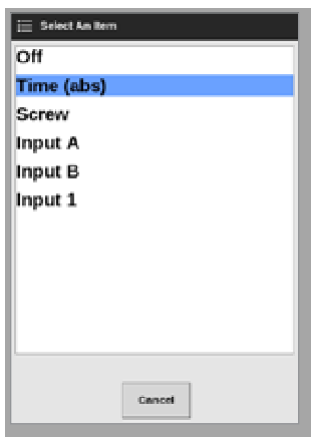 Select An Item
Off
Time (abs)
Screw
Input A
Input B
Input 1
Cancel